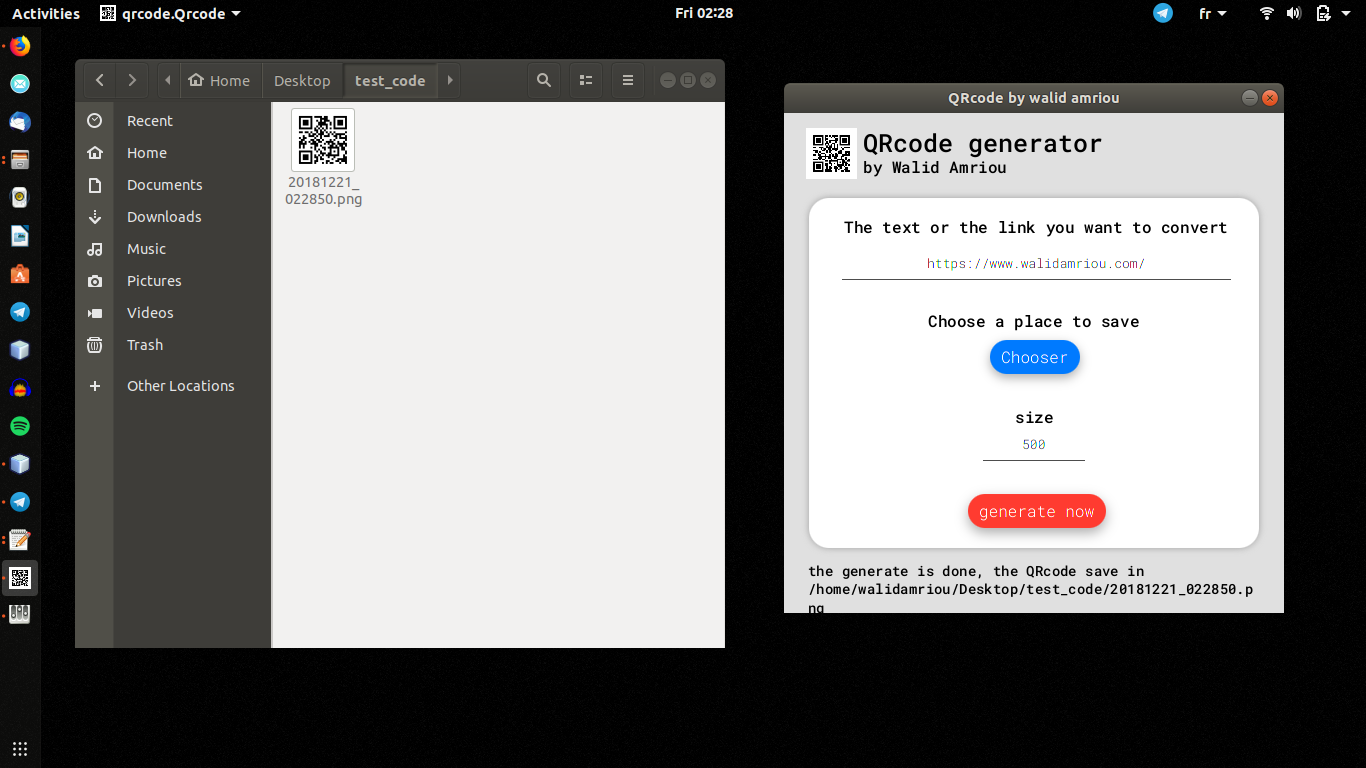 Activities
qrcode.Qrcode
Fri 02:28
fr
Home
Desktop
test_code
Recent
Home
Documents
Downloads
Music
Pictures
Videos
Trash
Other Locations
20181221_
022850.png
QRcode by walid amriou
QRcode generator
by Walid Amriou
The text or the link you want to convert
https://www.walidamriou.com/
Choose a place to save
Chooser
size
500
generate now
the generate is done, the QRcode save in
/home/walidamriou/Desktop/test_code/20181221_022850.p
ng